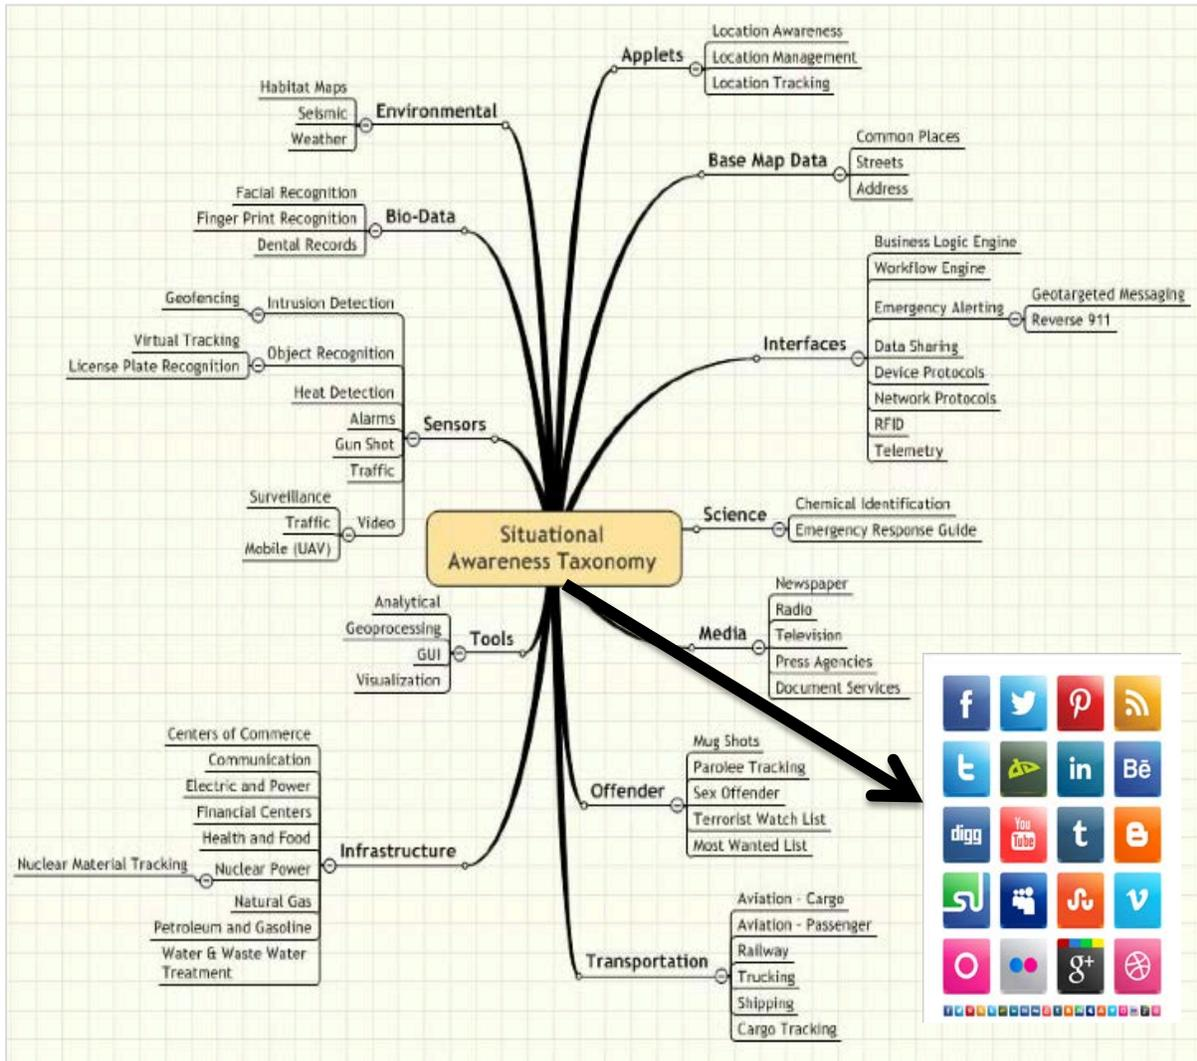 Situational
Awareness Taxonomy
Applets
Location Awareness
Location Management
Location Tracking
Base Map Data
Common Places
Streets
Address
Interfaces
Business Logic Engine
Workflow Engine
Emergency Alerting
Geotargeted Messaging
Reverse 911
Data Sharing
Device Protocols
Network Protocols
RFID
Telemetry
Science
Chemical Identification
Emergency Response Guide
Media
Newspaper
Radio
Television
Press Agencies
Document Services
Offender
Mug Shots
Parolee Tracking
Sex Offender
Terrorist Watch List
Most Wanted List
Transportation
Aviation - Cargo
Aviation - Passenger
Railway
Trucking
Shipping
Cargo Tracking
Environmental
Habitat Maps
Seismic
Weather
Bio-Data
Facial Recognition
Finger Print Recognition
Dental Records
Sensors
Intrusion Detection
Geofencing
Object Recognition
Virtual Tracking
License Plate Recognition
Heat Detection
Alarms
Gun Shot
Traffic
Video
Surveillance
Traffic
Mobile (UAV)
Tools
Analytical
Geoprocessing
GUI
Visualization
Infrastructure
Centers of Commerce
Communication
Electric and Power
Financial Centers
Health and Food
Nuclear Power
Nuclear Material Tracking
Natural Gas
Petroleum and Gasoline
Water & Waste Water
Treatment
f
t in Bē
digg You
Tube t B
su v
g+